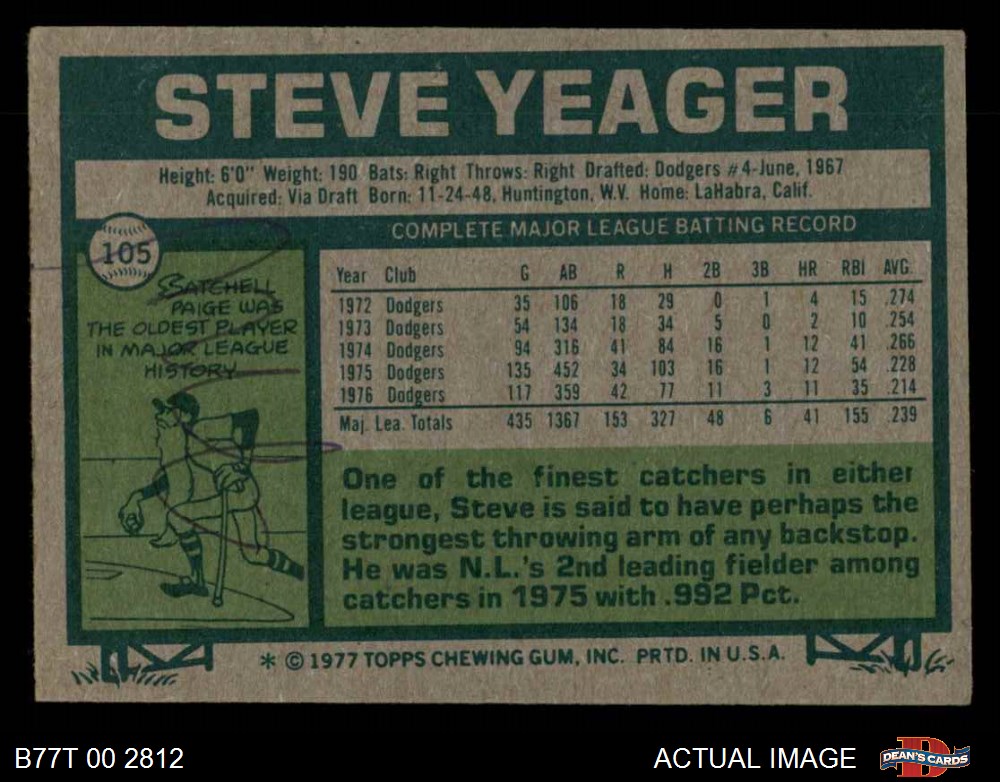 STEVE YEAGER
Height: 6'0" Weight: 190 Bats: Right Throws: Right Drafted: Dodgers #4-June, 1967
Acquired: Via Draft Born: 11-24-48, Huntington, W.V. Home: LaHabra, Calif.
105
SATCHELL
PAIGE WAS
THE OLDEST PLAYER
IN MAJOR LEAGUE
HISTORY
COMPLETE MAJOR LEAGUE BATTING RECORD
Year Club G AB R H 2B 3B HR RBI AVG.
1972 Dodgers 35 106 18 29 0 1 4 15 .274
1973 Dodgers 54 134 18 34 5 0 2 10 .254
1974 Dodgers 94 316 41 84 16 1 12 41 .266
1975 Dodgers 135 452 34 103 16 1 12 54 .228
1976 Dodgers 117 359 42 77 11 3 11 35 .214
Maj. Lea. Totals 435 1367 153 327 48 6 41 155 .239
One of the finest catchers in either
league, Steve is said to have perhaps the
strongest throwing arm of any backstop.
He was N.L.'s 2nd leading fielder among
catchers in 1975 with .992 Pct.
* © 1977 TOPPS CHEWING GUM, INC. PRTD. IN U.S.A.
B77T 00 2812
ACTUAL IMAGE
DEAN'S CARDS